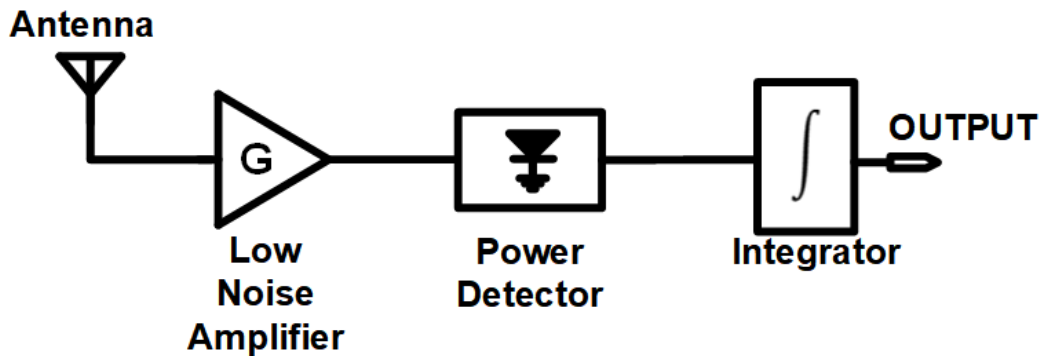 Antenna
G
∫
OUTPUT
Low
Noise
Amplifier
Power
Detector
Integrator